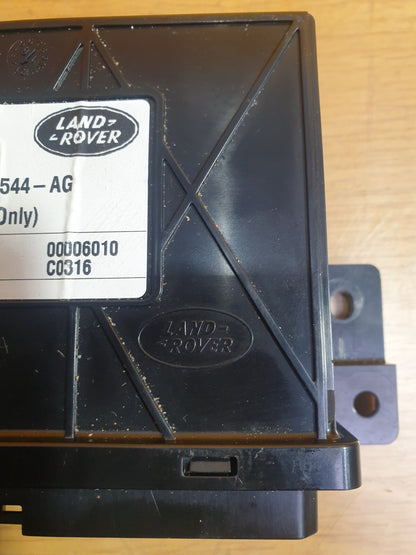 LAND-
-ROVER
544-AG
Only)
00006010
C0316
LAND-
-ROVER